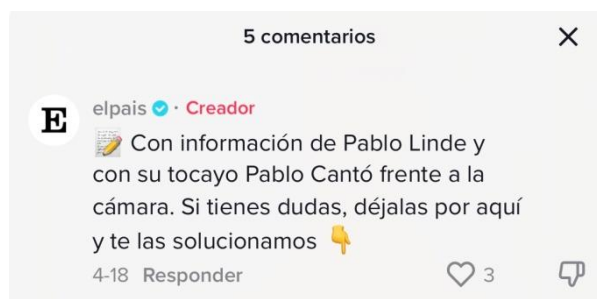 5 comentarios
E
elpais · Creador
📝 Con información de Pablo Linde y
con su tocayo Pablo Cantó frente a la
cámara. Si tienes dudas, déjalas por aquí
y te las solucionamos 👇
4-18 Responder 3